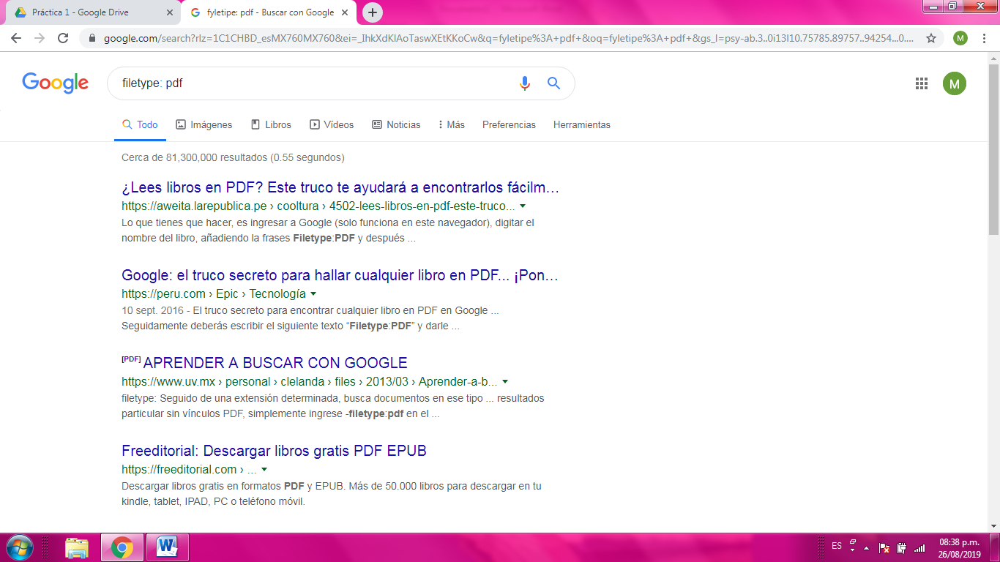 Práctica 1 - Google Drive
fyletipe: pdf - Buscar con Google
google.com/search?rlz=1C1CHBD_esMX760MX760&ei=_IhkXdKlAoTaswXEtKKoCw&q=fyletipe%3A+pdf+&oq=fyletipe%3A+pdf+&gs_l=psy-ab.3..0i13l10.75785.89757..94254...0....
M
Google
filetype: pdf
M
Todo Imágenes Libros Vídeos Noticias Más Preferencias Herramientas
Cerca de 81,300,000 resultados (0.55 segundos)
¿Lees libros en PDF? Este truco te ayudará a encontrarlos fácilm…
https://aweita.larepublica.pe › cooltura › 4502-lees-libros-en-pdf-este-truco...
Lo que tienes que hacer, es ingresar a Google (solo funciona en este navegador), digitar el
nombre del libro, añadiendo la frases Filetype:PDF y después ...
Google: el truco secreto para hallar cualquier libro en PDF... ¡Pon…
https://peru.com › Epic › Tecnología
10 sept. 2016 - El truco secreto para encontrar cualquier libro en PDF en Google ...
Seguidamente deberás escribir el siguiente texto “Filetype:PDF” y darle ...
[PDF] APRENDER A BUSCAR CON GOOGLE
https://www.uv.mx › personal › clelanda › files › 2013/03 › Aprender-a-b...
filetype: Seguido de una extensión determinada, busca documentos en ese tipo ... resultados
particular sin vínculos PDF, simplemente ingrese -filetype:pdf en el ...
Freeditorial: Descargar libros gratis PDF EPUB
https://freeditorial.com › ...
Descargar libros gratis en formatos PDF y EPUB. Más de 50.000 libros para descargar en tu
kindle, tablet, IPAD, PC o teléfono móvil.
W
ES
08:38 p.m.
26/08/2019